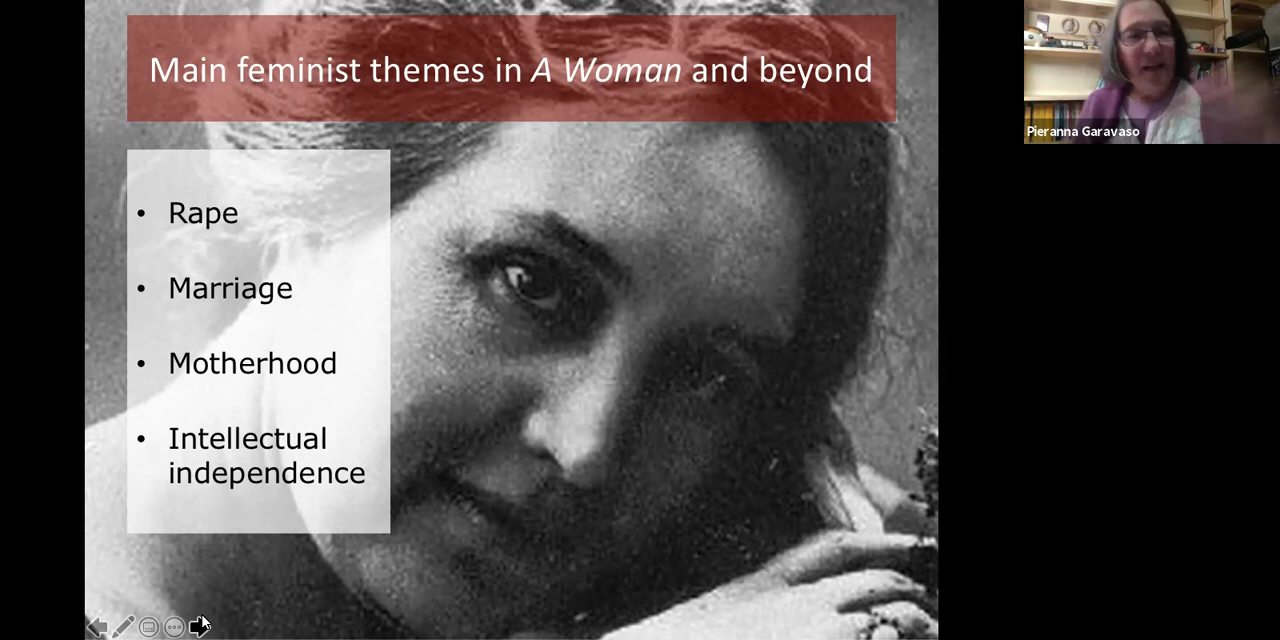 Main feminist themes in A Woman and beyond
Pieranna Garavaso
• Rape
• Marriage
• Motherhood
• Intellectual
independence